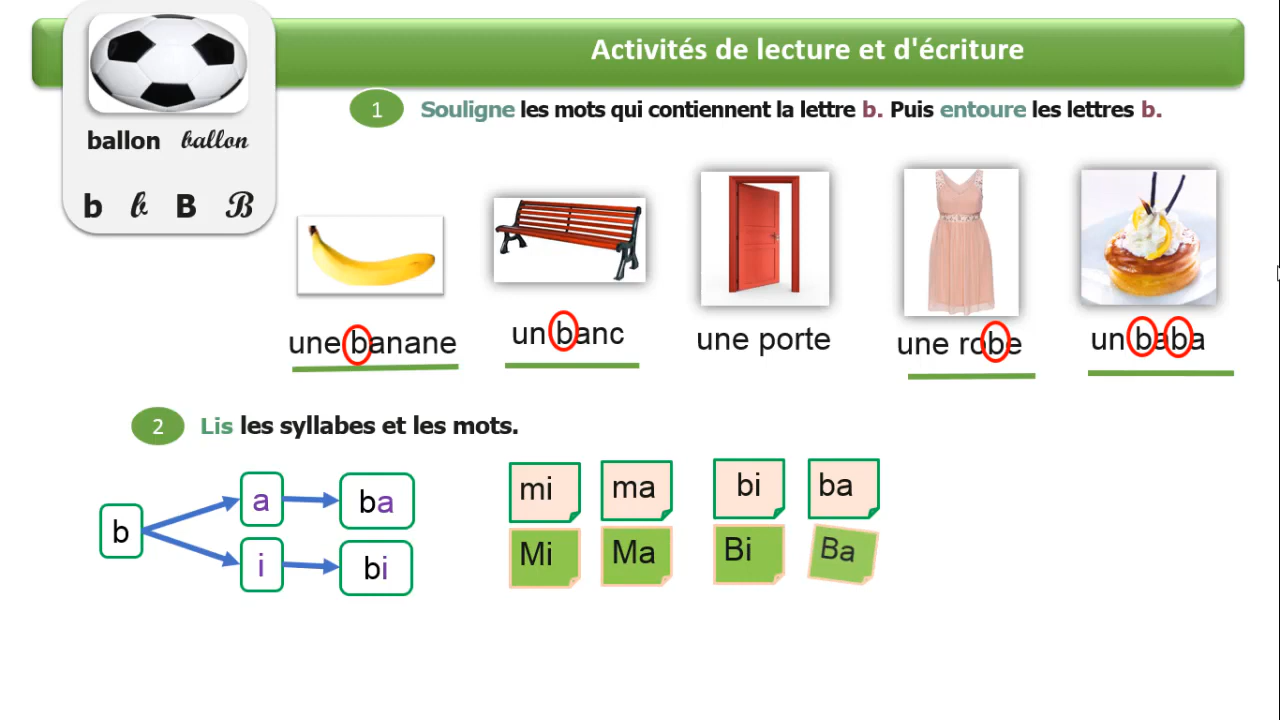 Activités de lecture et d'écriture
ballon ballon
b b B B
1 Souligne les mots qui contiennent la lettre b. Puis entoure les lettres b.
une banane
un banc
une porte
une robe
un baba
2 Lis les syllabes et les mots.
b
a ba
i bi
mi ma bi ba
Mi Ma Bi Ba